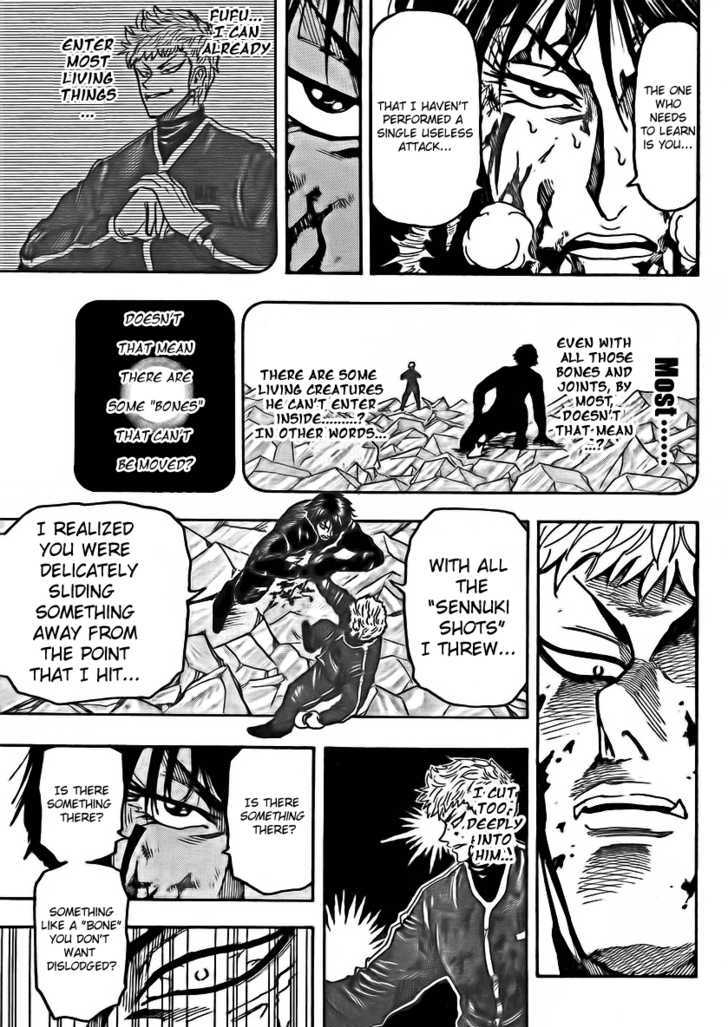 THE ONE
WHO
NEEDS
TO LEARN
IS YOU...
THAT I HAVEN'T
PERFORMED A
SINGLE USELESS
ATTACK...
FUFU...
I CAN
ALREADY
ENTER
MOST
LIVING
THINGS
...
Most......
EVEN WITH
ALL THOSE
BONES AND
JOINTS, BY
MOST,
DOESN'T
THAT MEAN
...?
THERE ARE SOME
LIVING CREATURES
HE CAN'T ENTER
INSIDE.........?
IN OTHER WORDS...
DOESN'T
THAT MEAN
THERE ARE
SOME "BONES"
THAT CAN'T
BE MOVED?
WITH ALL
THE
"SENNUKI
SHOTS"
I THREW...
I REALIZED
YOU WERE
DELICATELY
SLIDING
SOMETHING
AWAY FROM
THE POINT
THAT I HIT...
I CUT
TOO
DEEPLY
INTO
HIM...
IS THERE
SOMETHING
THERE?
IS THERE
SOMETHING
THERE?
SOMETHING
LIKE A "BONE"
YOU DON'T
WANT
DISLODGED?